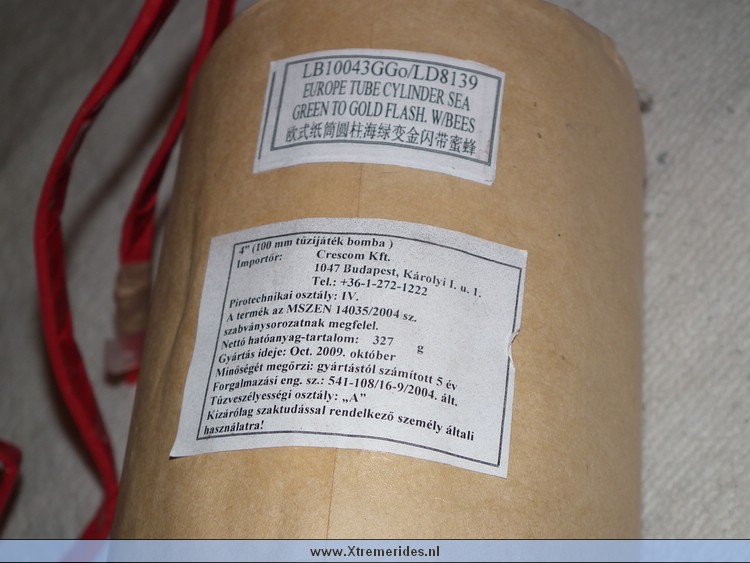 LB10043GGo/LD8139
EUROPE TUBE CYLINDER SEA
GREEN TO GOLD FLASH. W/BEES
欧式纸筒圆柱海绿变金闪带蜜蜂
4" (100 mm tűzijáték bomba )
Importőr: Crescom Kft.
1047 Budapest, Károlyi I. u. 1.
Tel.: +36-1-272-1222
Pirotechnikai osztály: IV.
A termék az MSZEN 14035/2004 sz.
szabványsorozatnak megfelel.
Nettó hatóanyag-tartalom: 327 g
Gyártás ideje: Oct. 2009. október
Minőségét megőrzi: gyártástól számított 5 év
Forgalmazási eng. sz.: 541-108/16-9/2004. ált.
Tűzveszélyességi osztály: „A"
Kizárólag szaktudással rendelkező személy általi
használatra!
www.Xtremerides.nl